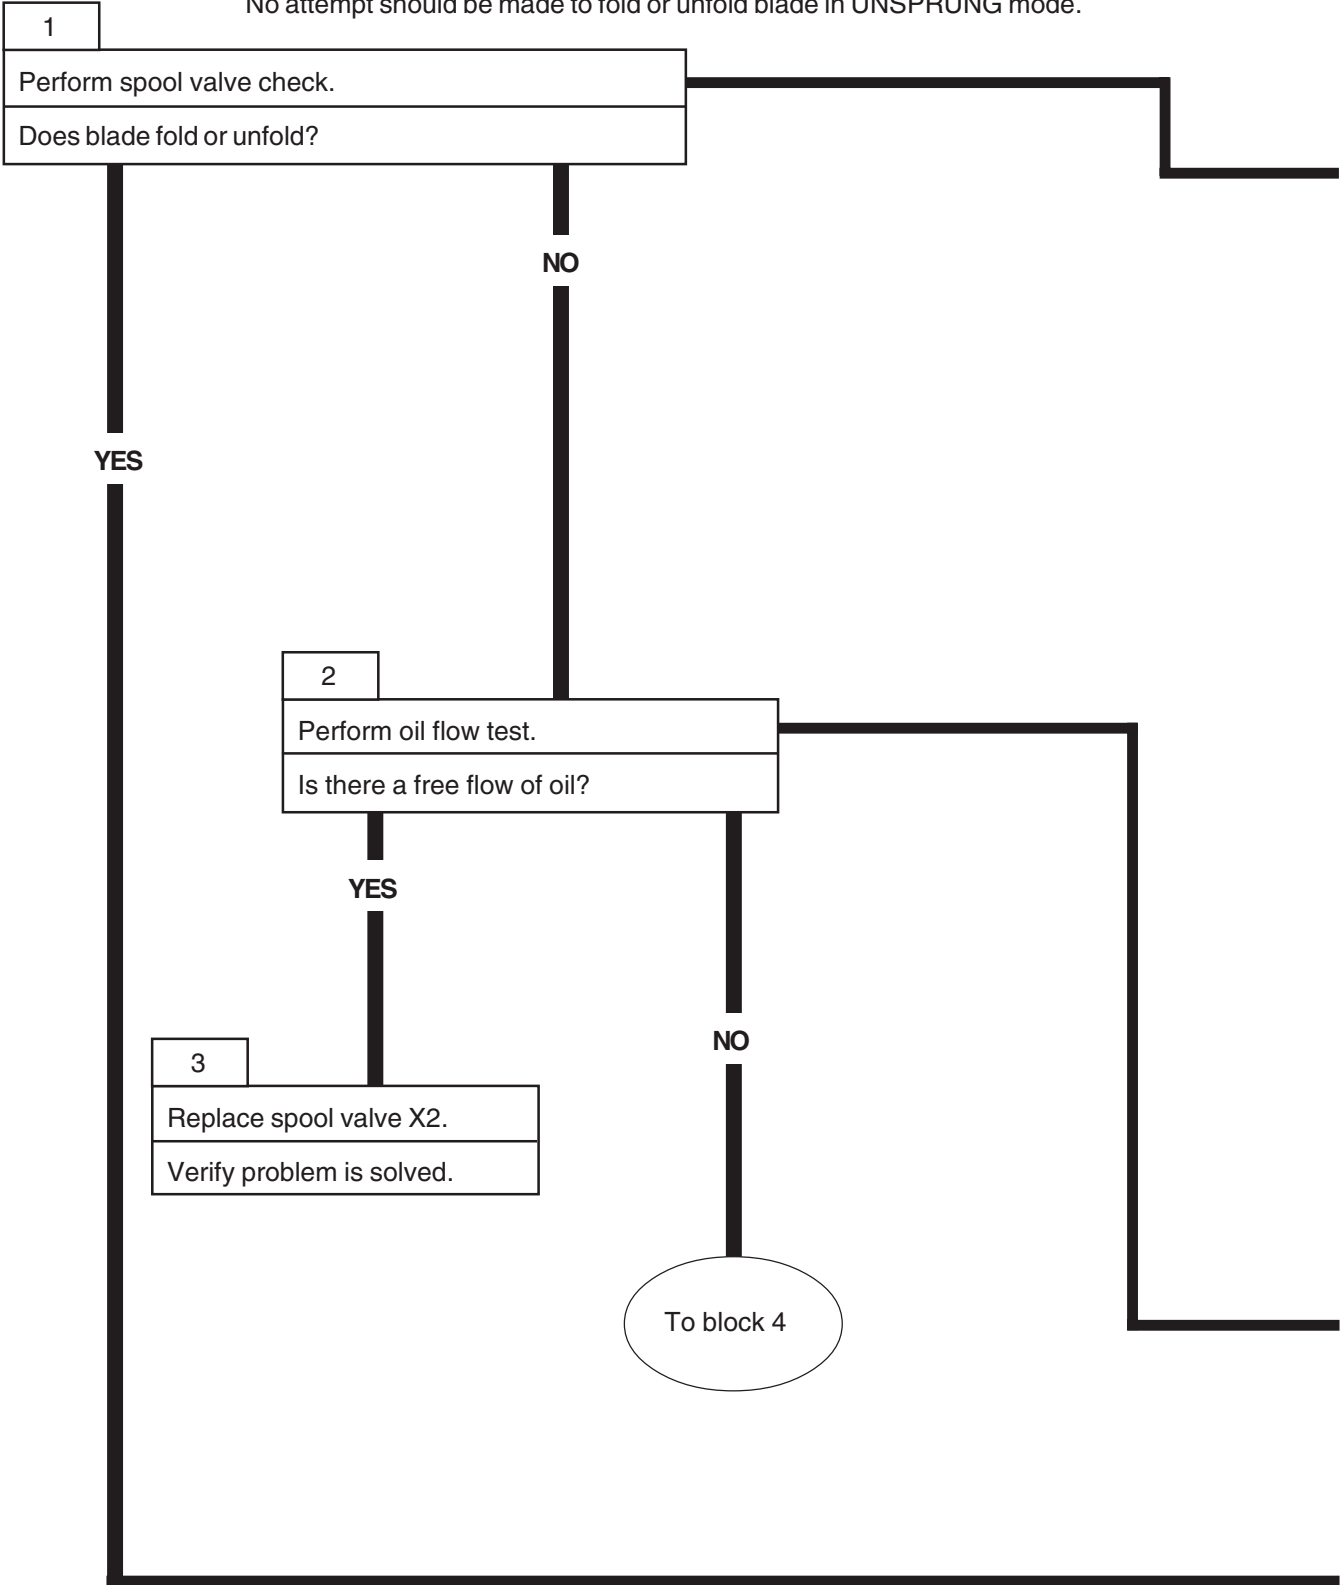 No attempt should be made to fold or unfold blade in UNSPRUNG mode.
1
Perform spool valve check.
Does blade fold or unfold?
NO
YES
2
Perform oil flow test.
Is there a free flow of oil?
YES
NO
3
Replace spool valve X2.
Verify problem is solved.
To block 4